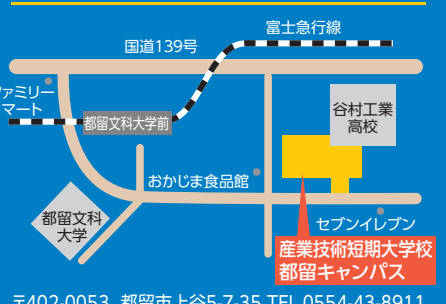 富士急行線
国道139号
ファミリー
マート
都留文科大学前
谷村工業
高校
おかじま食品館
都留文科
大学
セブンイレブン
産業技術短期大学校
都留キャンパス
〒402-0053 都留市上谷5-7-35 TEL 0554-43-8911